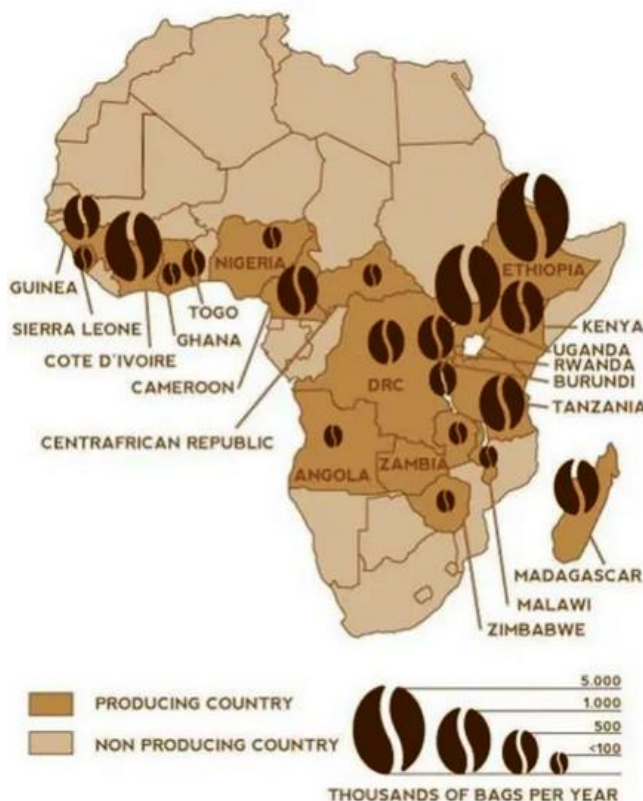 NIGERIA
ETHIOPIA
GUINEA
TOGO
KENYA
SIERRA LEONE
GHANA
UGANDA
COTE D'IVOIRE
RWANDA
CAMEROON
DRC
BURUNDI
TANZANIA
CENTRAFRICAN REPUBLIC
ZAMBIA
ANGOLA
MADAGASCAR
MALAWI
ZIMBABWE
PRODUCING COUNTRY
NON PRODUCING COUNTRY
5.000
1.000
500
<100
THOUSANDS OF BAGS PER YEAR